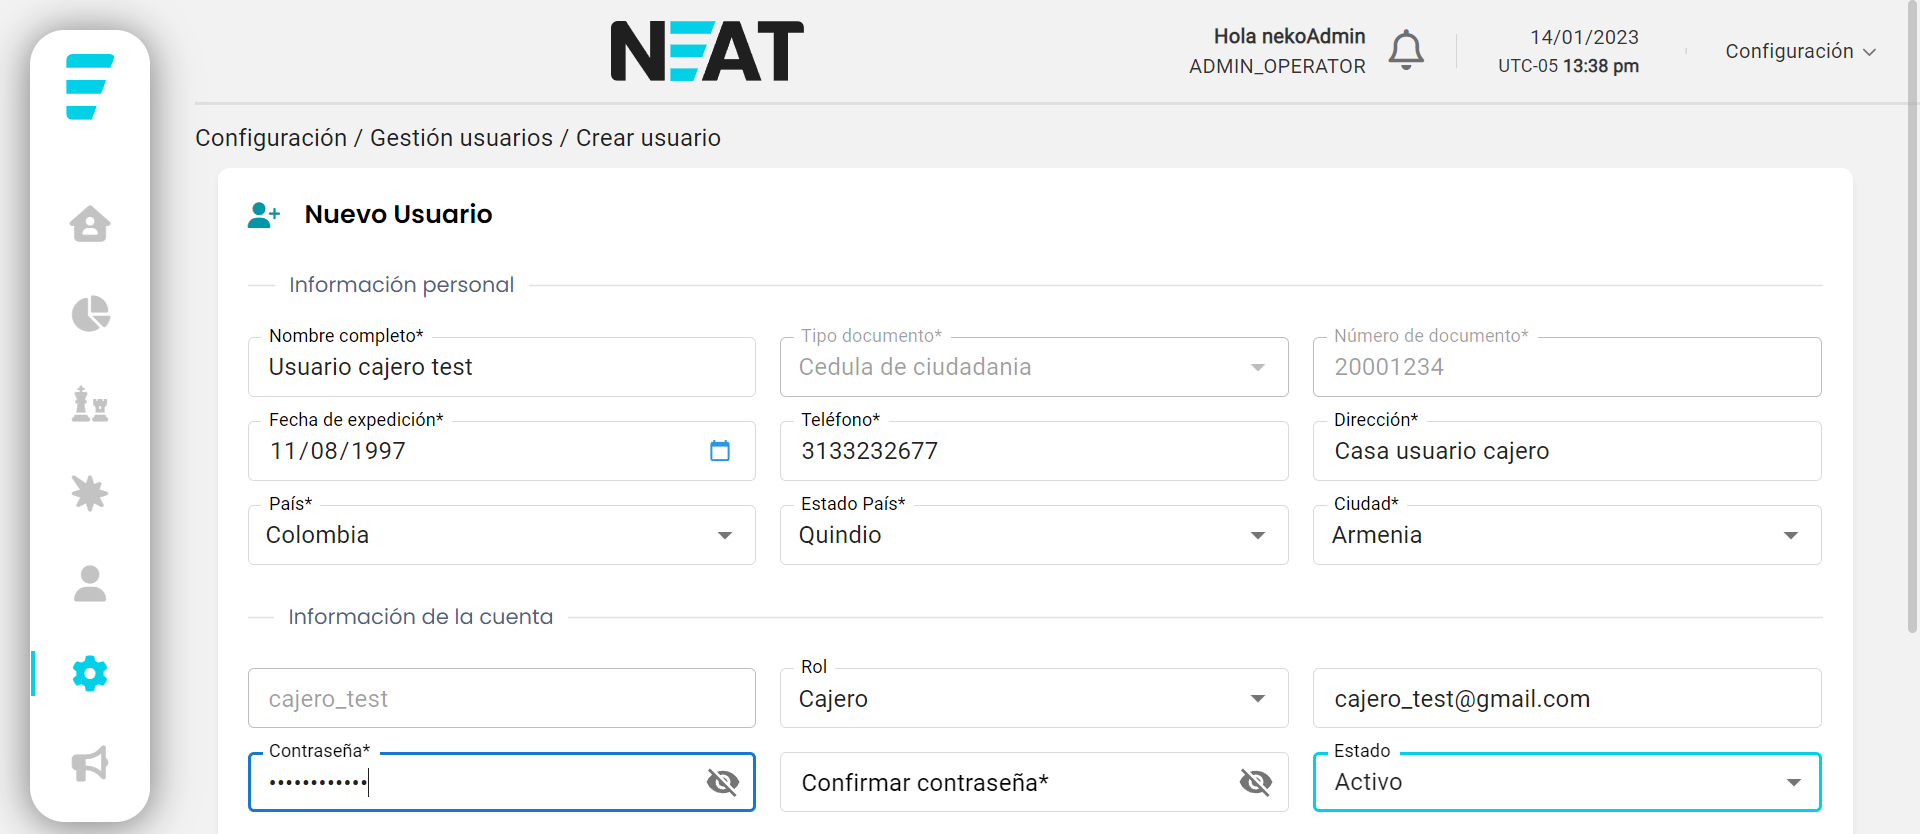 NEAT
Hola nekoAdmin
ADMIN_OPERATOR
14/01/2023
UTC-05 13:38 pm
Configuración
Configuración / Gestión usuarios / Crear usuario
Nuevo Usuario
Información personal
Nombre completo*
Usuario cajero test
Tipo documento*
Cedula de ciudadania
Número de documento*
20001234
Fecha de expedición*
11/08/1997
Teléfono*
3133232677
Dirección*
Casa usuario cajero
País*
Colombia
Estado País*
Quindio
Ciudad*
Armenia
Información de la cuenta
cajero_test
Rol
Cajero
cajero_test@gmail.com
Contraseña*
••••••••••••
Confirmar contraseña*
Estado
Activo